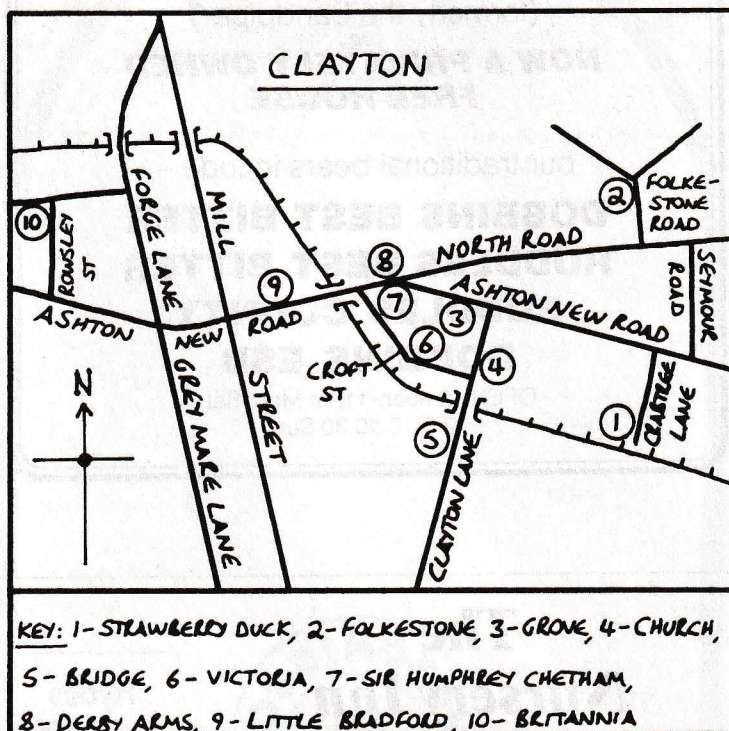 CLAYTON
FORGE LANE
MILL
STREET
FOLKE-
STONE
ROAD
NORTH ROAD
ROWSLEY
ST
ASHTON
NEW
ROAD
ASHTON NEW ROAD
SEYMOUR
ROAD
CROFT
ST
GREY MARE LANE
CLAYTON LANE
CRABTREE
LANE
N
1
2
3
4
5
6
7
8
9
10
KEY: 1-STRAWBERRY DUCK, 2-FOLKESTONE, 3-GROVE, 4-CHURCH,
5- BRIDGE, 6- VICTORIA, 7-SIR HUMPHREY CHETHAM,
8-DERBY ARMS, 9-LITTLE BRADFORD, 10- BRITANNIA